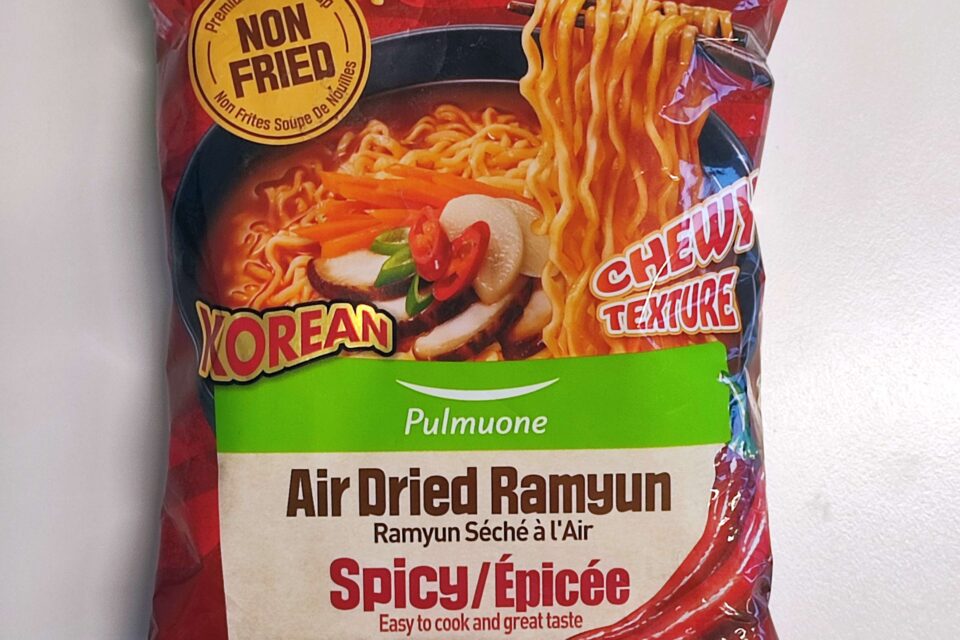 NON
FRIED
Non Frites Soupe De Nouilles
CHEWY
TEXTURE
KOREAN
Pulmuone
Air Dried Ramyun
Ramyun Séché à l'Air
Spicy/Épicée
Easy to cook and great taste